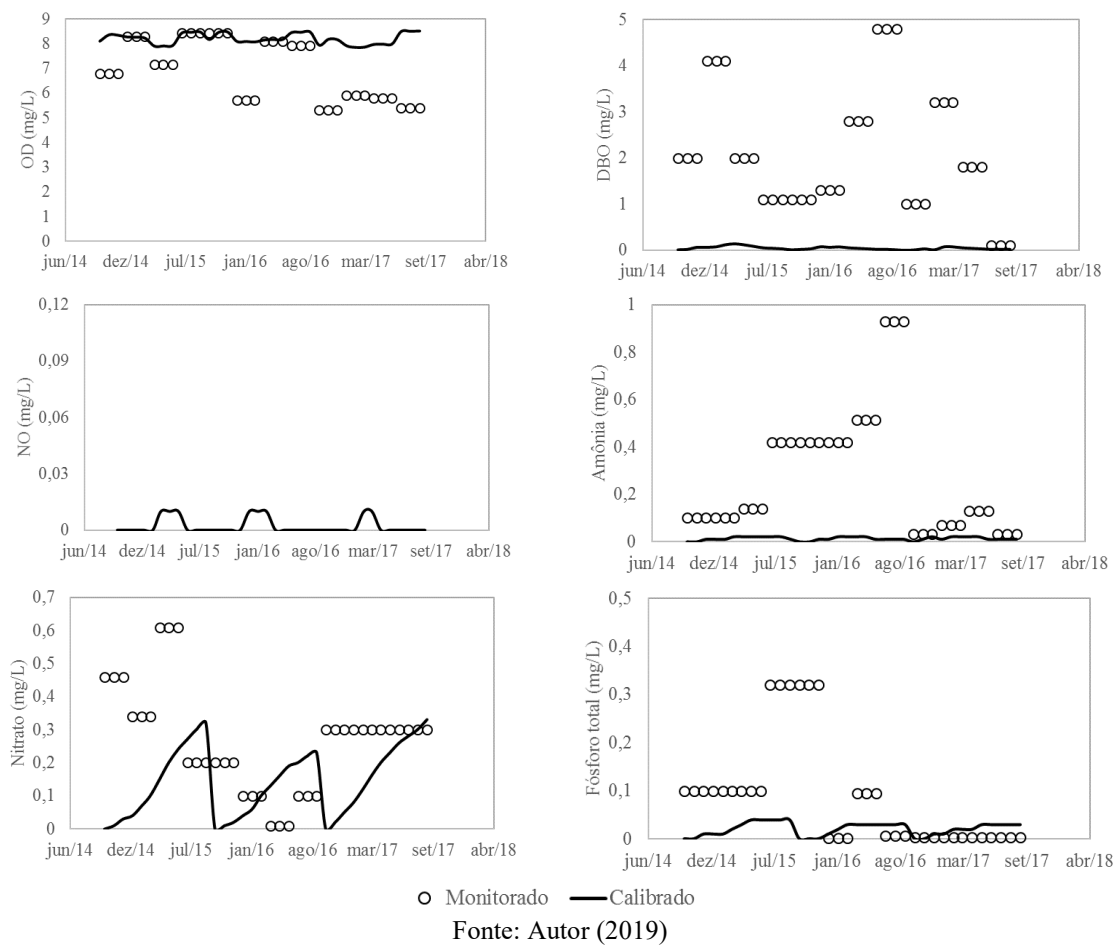 OD (mg/L)
9
8
7
6
5
4
3
2
1
0
jun/14 dez/14 jul/15 jan/16 ago/16 mar/17 set/17 abr/18
DBO (mg/L)
5
4
3
2
1
0
jun/14 dez/14 jul/15 jan/16 ago/16 mar/17 set/17 abr/18
NO (mg/L)
0,12
0,09
0,06
0,03
0
jun/14 dez/14 jul/15 jan/16 ago/16 mar/17 set/17 abr/18
Amônia (mg/L)
1
0,8
0,6
0,4
0,2
0
jun/14 dez/14 jul/15 jan/16 ago/16 mar/17 set/17 abr/18
Nitrato (mg/L)
0,7
0,6
0,5
0,4
0,3
0,2
0,1
0
jun/14 dez/14 jul/15 jan/16 ago/16 mar/17 set/17 abr/18
Fósforo total (mg/L)
0,5
0,4
0,3
0,2
0,1
0
jun/14 dez/14 jul/15 jan/16 ago/16 mar/17 set/17 abr/18
Monitorado Calibrado
Fonte: Autor (2019)